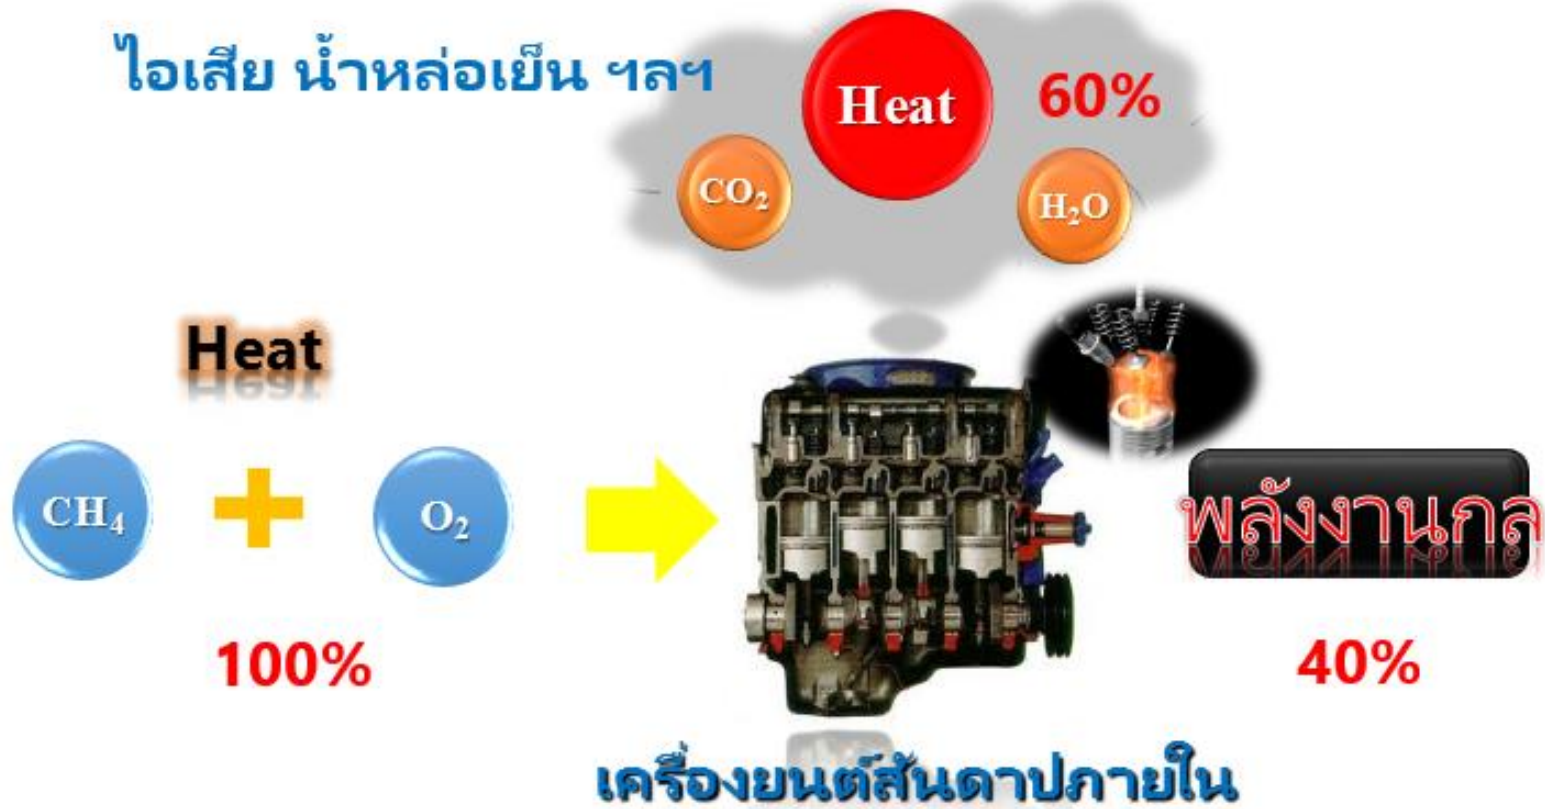 ไอเสีย น้ำหล่อเย็น ฯลฯ
Heat
60%
CO₂
H₂O
Heat
CH₄
O₂
พลังงานกล
100%
40%
เครื่องยนต์สันดาปภายใน